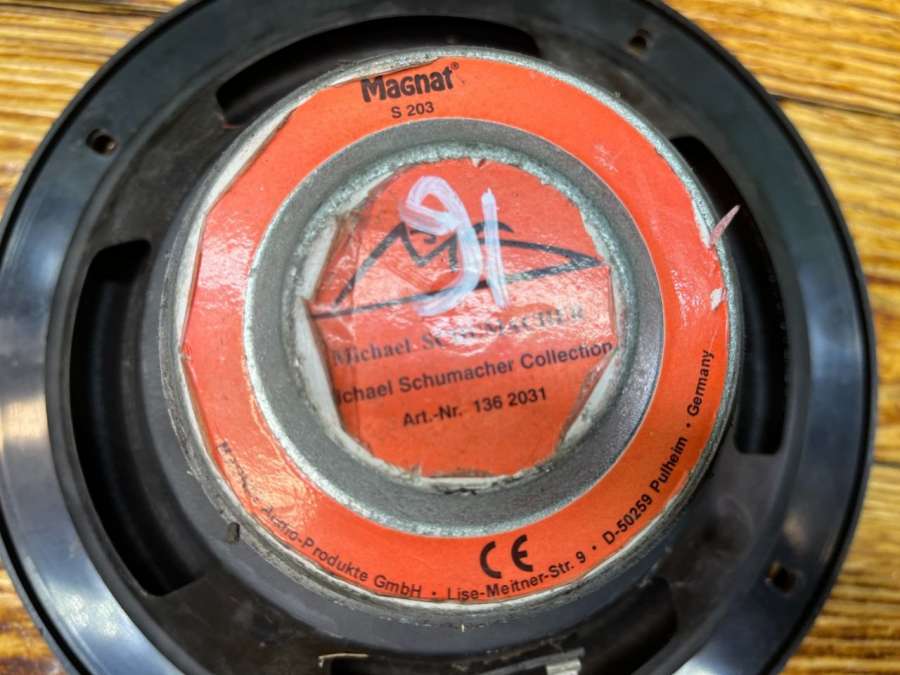 Magnat®
S 203
91
Michael SCHUMACHER
Michael Schumacher Collection
Art.-Nr. 136 2031
CE
Audio-Produkte GmbH · Lise-Meitner-Str. 9 · D-50259 Pulheim · Germany